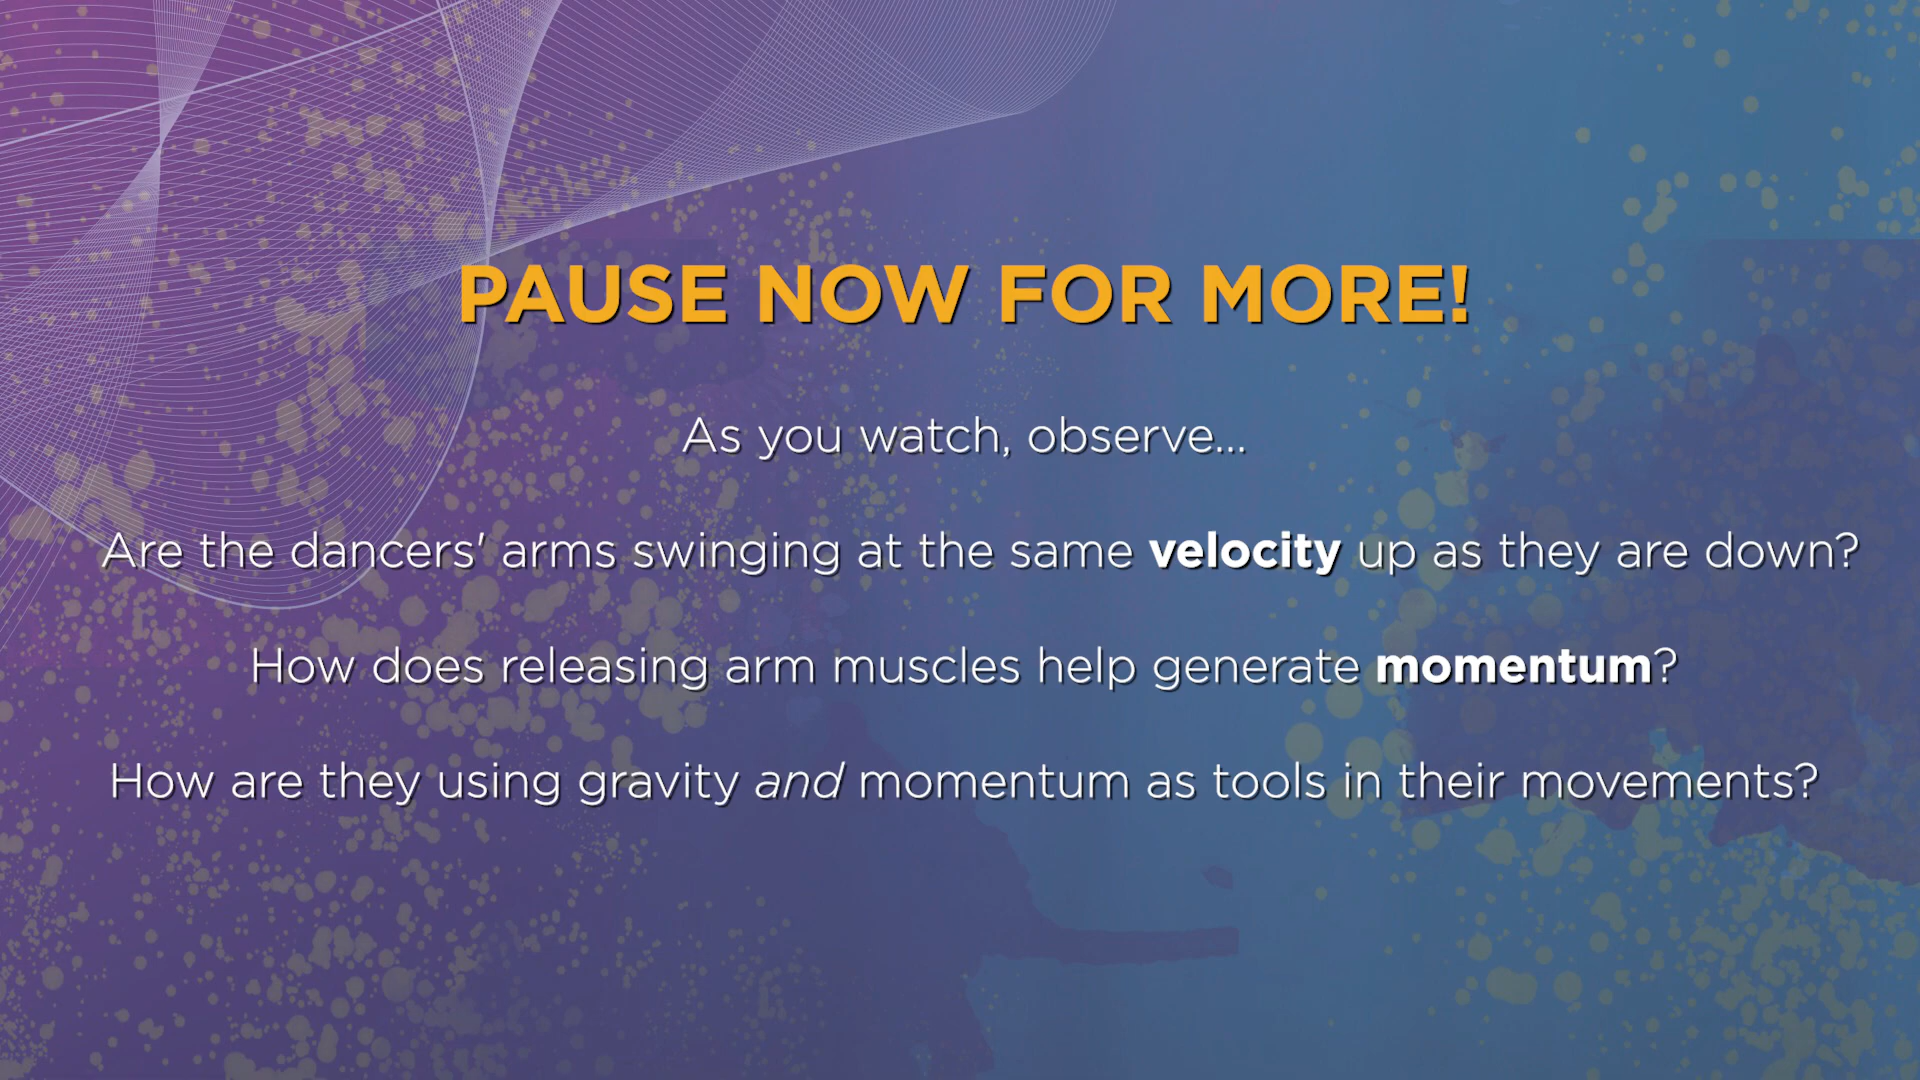 PAUSE NOW FOR MORE!
As you watch, observe...
Are the dancers' arms swinging at the same velocity up as they are down?
How does releasing arm muscles help generate momentum?
How are they using gravity and momentum as tools in their movements?